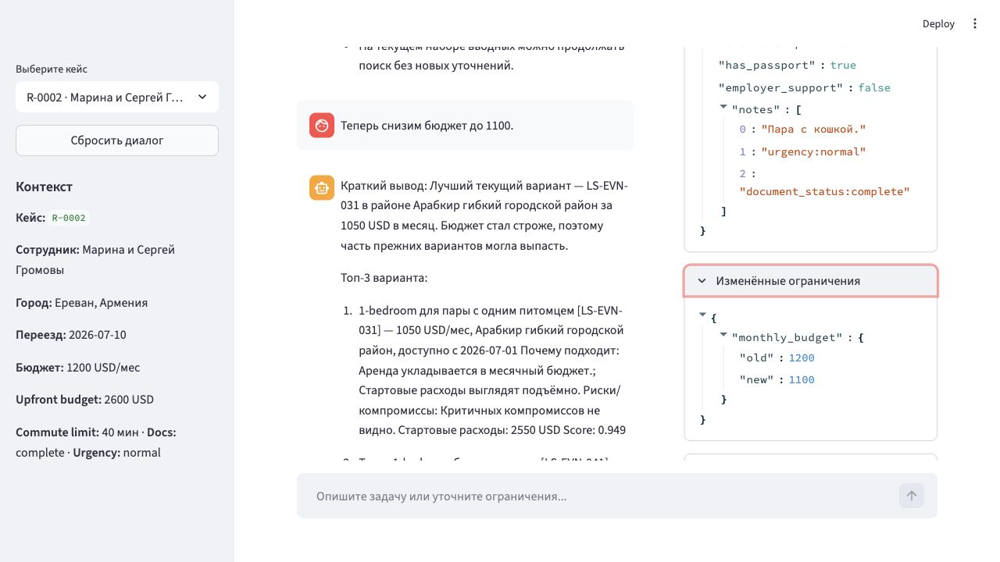 Deploy
Выберите кейс
R-0002 · Марина и Сергей Г…
Сбросить диалог
Контекст
Кейс: R-0002
Сотрудник: Марина и Сергей
Громовы
Город: Ереван, Армения
Переезд: 2026-07-10
Бюджет: 1200 USD/мес
Upfront budget: 2600 USD
Commute limit: 40 мин · Docs:
complete · Urgency: normal
- На текущем наборе вводных можно продолжать
поиск без новых уточнений.
Теперь снизим бюджет до 1100.
Краткий вывод: Лучший текущий вариант — LS-EVN-
031 в районе Арабкир гибкий городской район за
1050 USD в месяц. Бюджет стал строже, поэтому
часть прежних вариантов могла выпасть.
Топ-3 варианта:
1. 1-bedroom для пары с одним питомцем [LS-EVN-
031] — 1050 USD/мес, Арабкир гибкий городской
район, доступно с 2026-07-01 Почему подходит:
Аренда укладывается в месячный бюджет.;
Стартовые расходы выглядят подъёмно. Риски/
компромиссы: Критичных компромиссов не
видно. Стартовые расходы: 2550 USD Score: 0.949
Опишите задачу или уточните ограничения...
"has_passport" : true
"employer_support" : false
"notes" : [
0 : "Пара с кошкой."
1 : "urgency:normal"
2 :
"document_status:complete"
]
}
Изменённые ограничения
{
"monthly_budget" : {
"old" : 1200
"new" : 1100
}
}